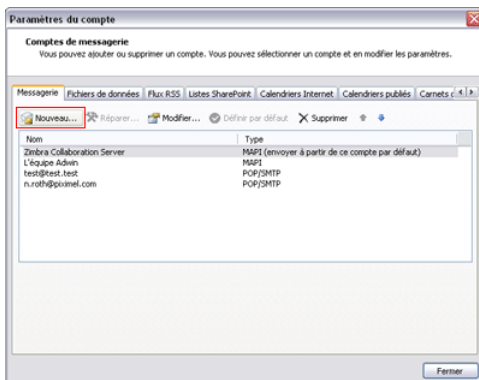 Paramètres du compte
Comptes de messagerie
Vous pouvez ajouter ou supprimer un compte. Vous pouvez sélectionner un compte et en modifier les paramètres.
Messagerie Fichiers de données Flux RSS Listes SharePoint Calendriers Internet Calendriers publiés Carnets
Nouveau... Réparer... Modifier... Définir par défaut Supprimer
Nom Type
Zimbra Collaboration Server MAPI (envoyer à partir de ce compte par défaut)
L'équipe Adwin MAPI
test@test.test POP/SMTP
n.roth@piximel.com POP/SMTP
Fermer